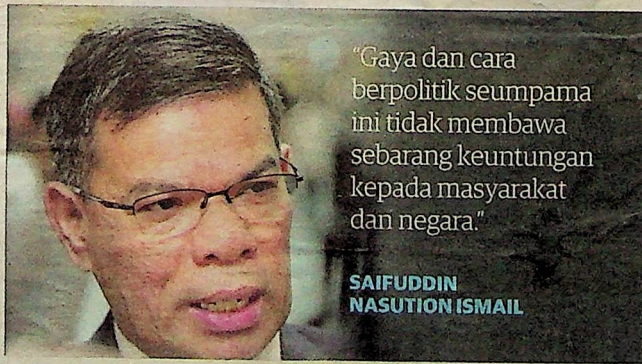 “Gaya dan cara
berpolitik seumpama
ini tidak membawa
sebarang keuntungan
kepada masyarakat
dan negara.”
SAIFUDDIN
NASUTION ISMAIL